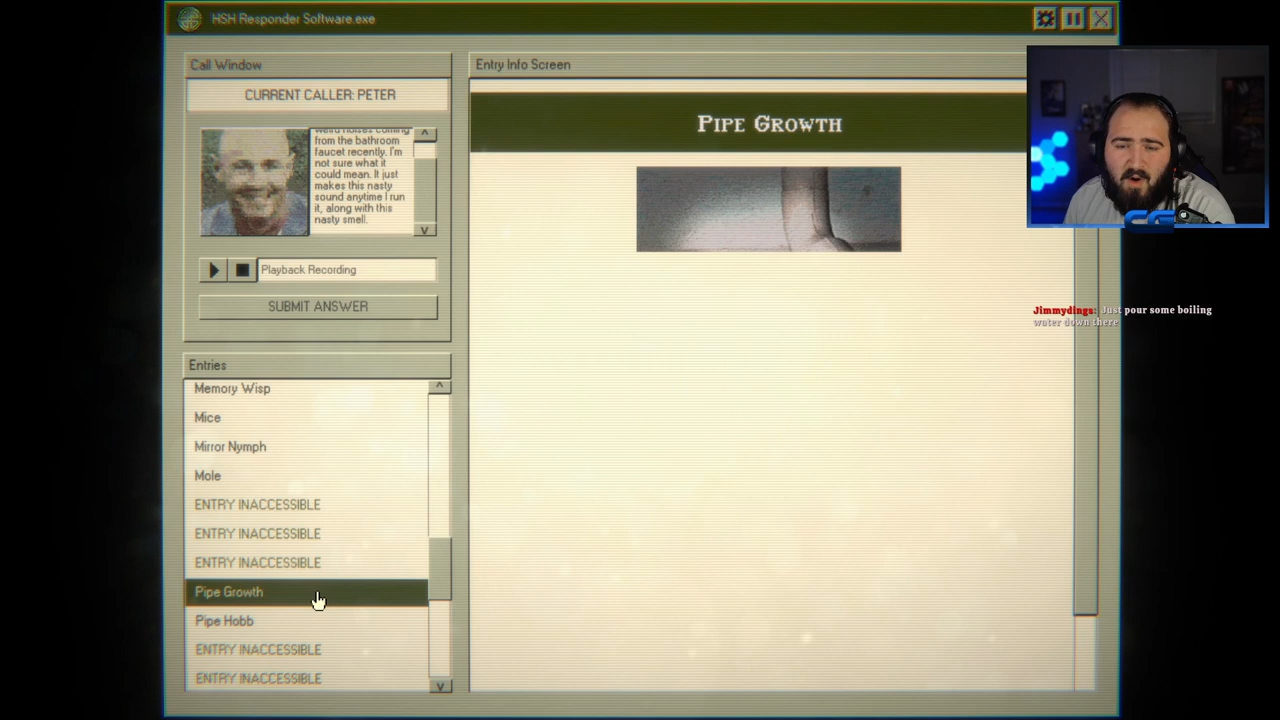 HSH Responder Software.exe
Call Window
CURRENT CALLER: PETER
weird noises coming
from the bathroom
faucet recently. I'm
not sure what it
could mean. It just
makes this nasty
sound anytime I run
it, along with this
nasty smell.
Playback Recording
SUBMIT ANSWER
Entries
Memory Wisp
Mice
Mirror Nymph
Mole
ENTRY INACCESSIBLE
ENTRY INACCESSIBLE
ENTRY INACCESSIBLE
Pipe Growth
Pipe Hobb
ENTRY INACCESSIBLE
ENTRY INACCESSIBLE
Entry Info Screen
Pipe Growth
Jimmydings: Just pour some boiling
water down there